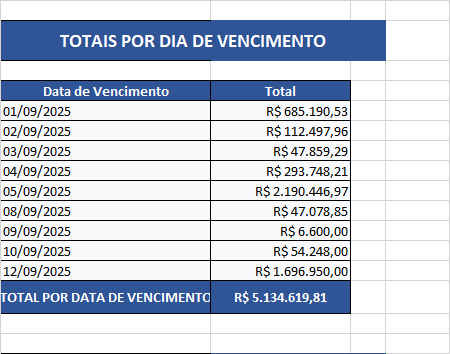 TOTAIS POR DIA DE VENCIMENTO
Data de Vencimento Total
01/09/2025 R$ 685.190,53
02/09/2025 R$ 112.497,96
03/09/2025 R$ 47.859,29
04/09/2025 R$ 293.748,21
05/09/2025 R$ 2.190.446,97
08/09/2025 R$ 47.078,85
09/09/2025 R$ 6.600,00
10/09/2025 R$ 54.248,00
12/09/2025 R$ 1.696.950,00
TOTAL POR DATA DE VENCIMENTO R$ 5.134.619,81